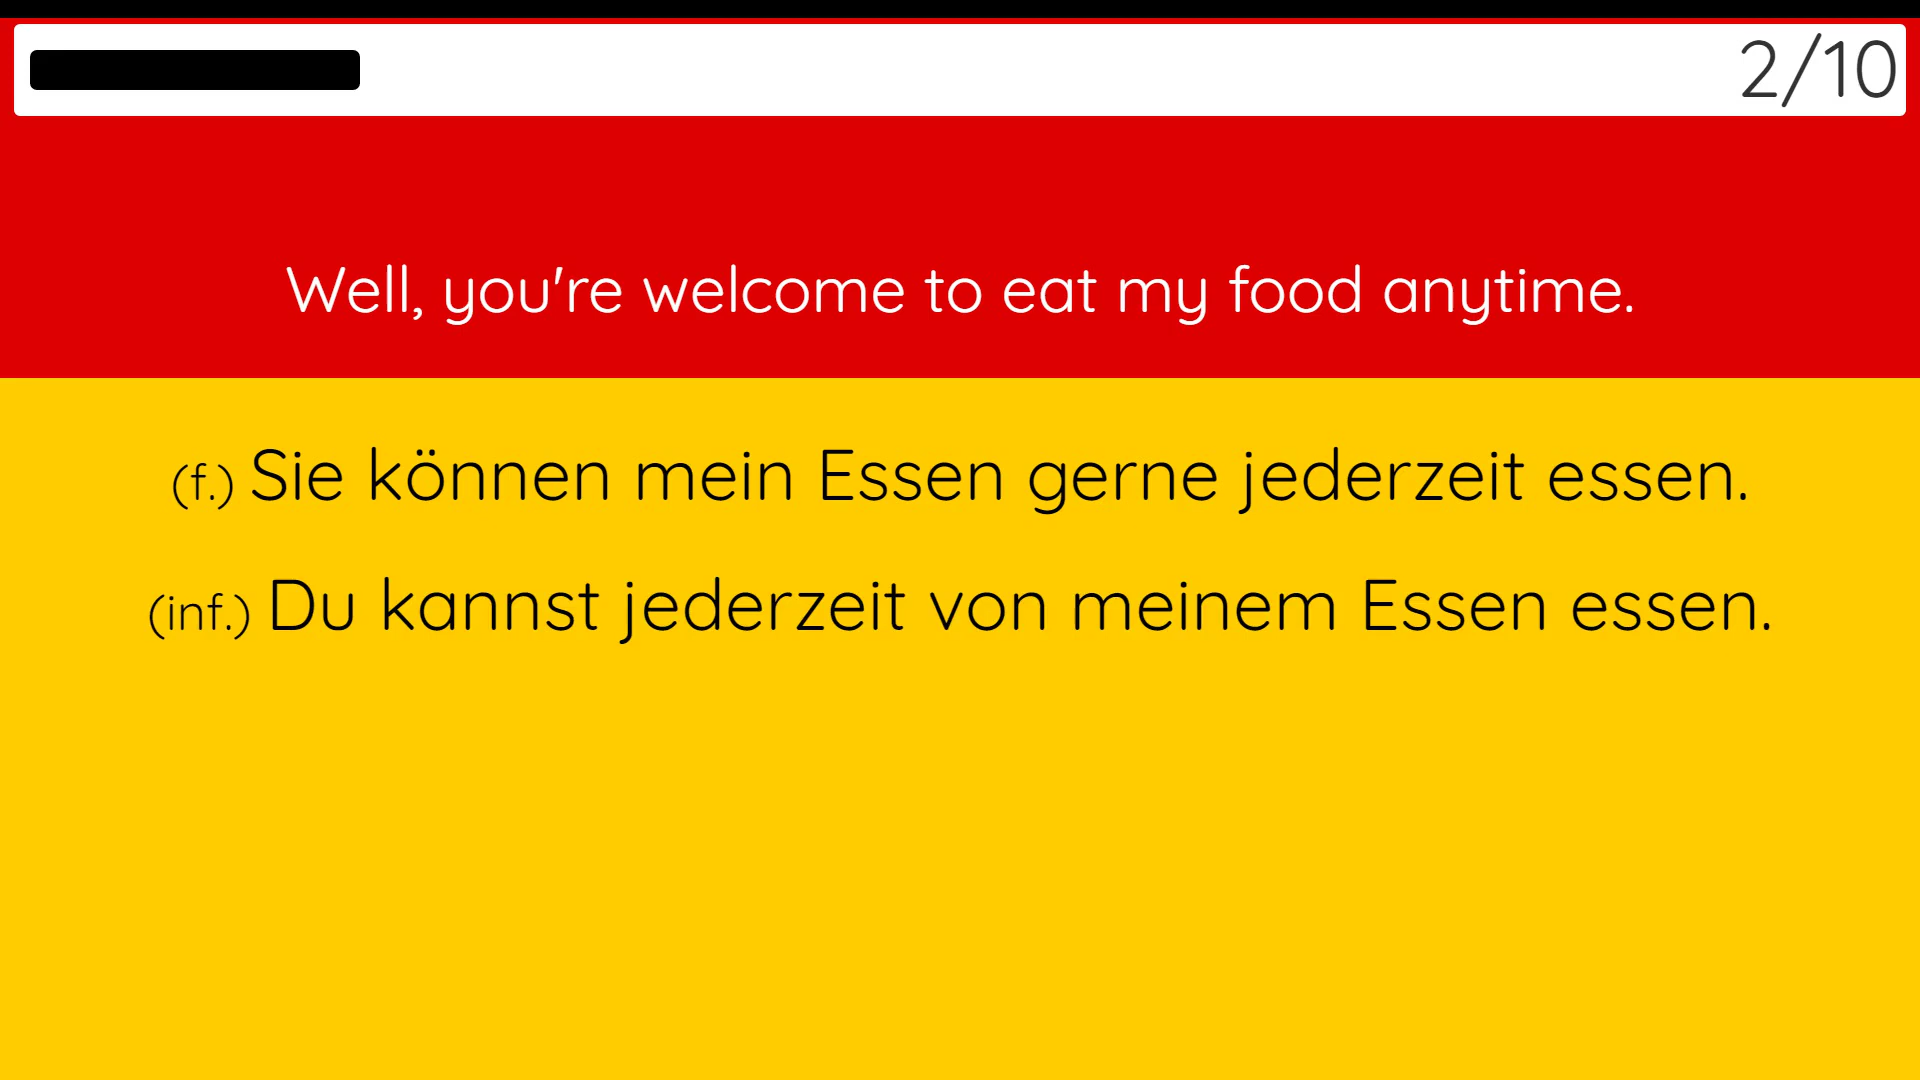 2/10
Well, you're welcome to eat my food anytime.
(f.) Sie können mein Essen gerne jederzeit essen.
(inf.) Du kannst jederzeit von meinem Essen essen.